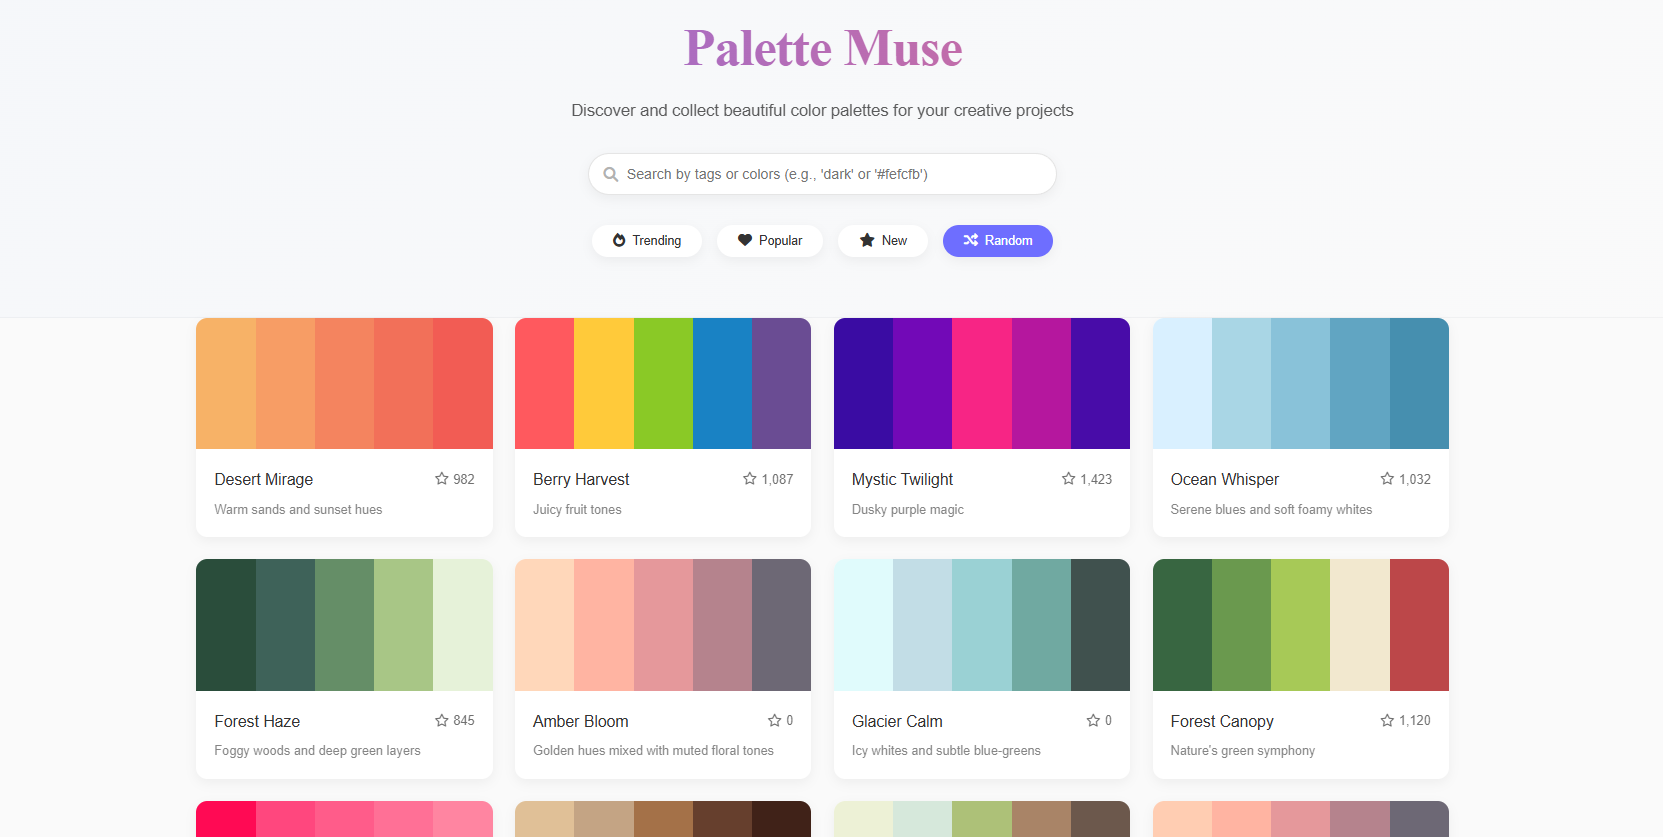 Palette Muse
Discover and collect beautiful color palettes for your creative projects
Search by tags or colors (e.g., 'dark' or '#fefcfb')
Trending Popular New Random
Desert Mirage 982
Warm sands and sunset hues
Berry Harvest 1,087
Juicy fruit tones
Mystic Twilight 1,423
Dusky purple magic
Ocean Whisper 1,032
Serene blues and soft foamy whites
Forest Haze 845
Foggy woods and deep green layers
Amber Bloom 0
Golden hues mixed with muted floral tones
Glacier Calm 0
Icy whites and subtle blue-greens
Forest Canopy 1,120
Nature's green symphony